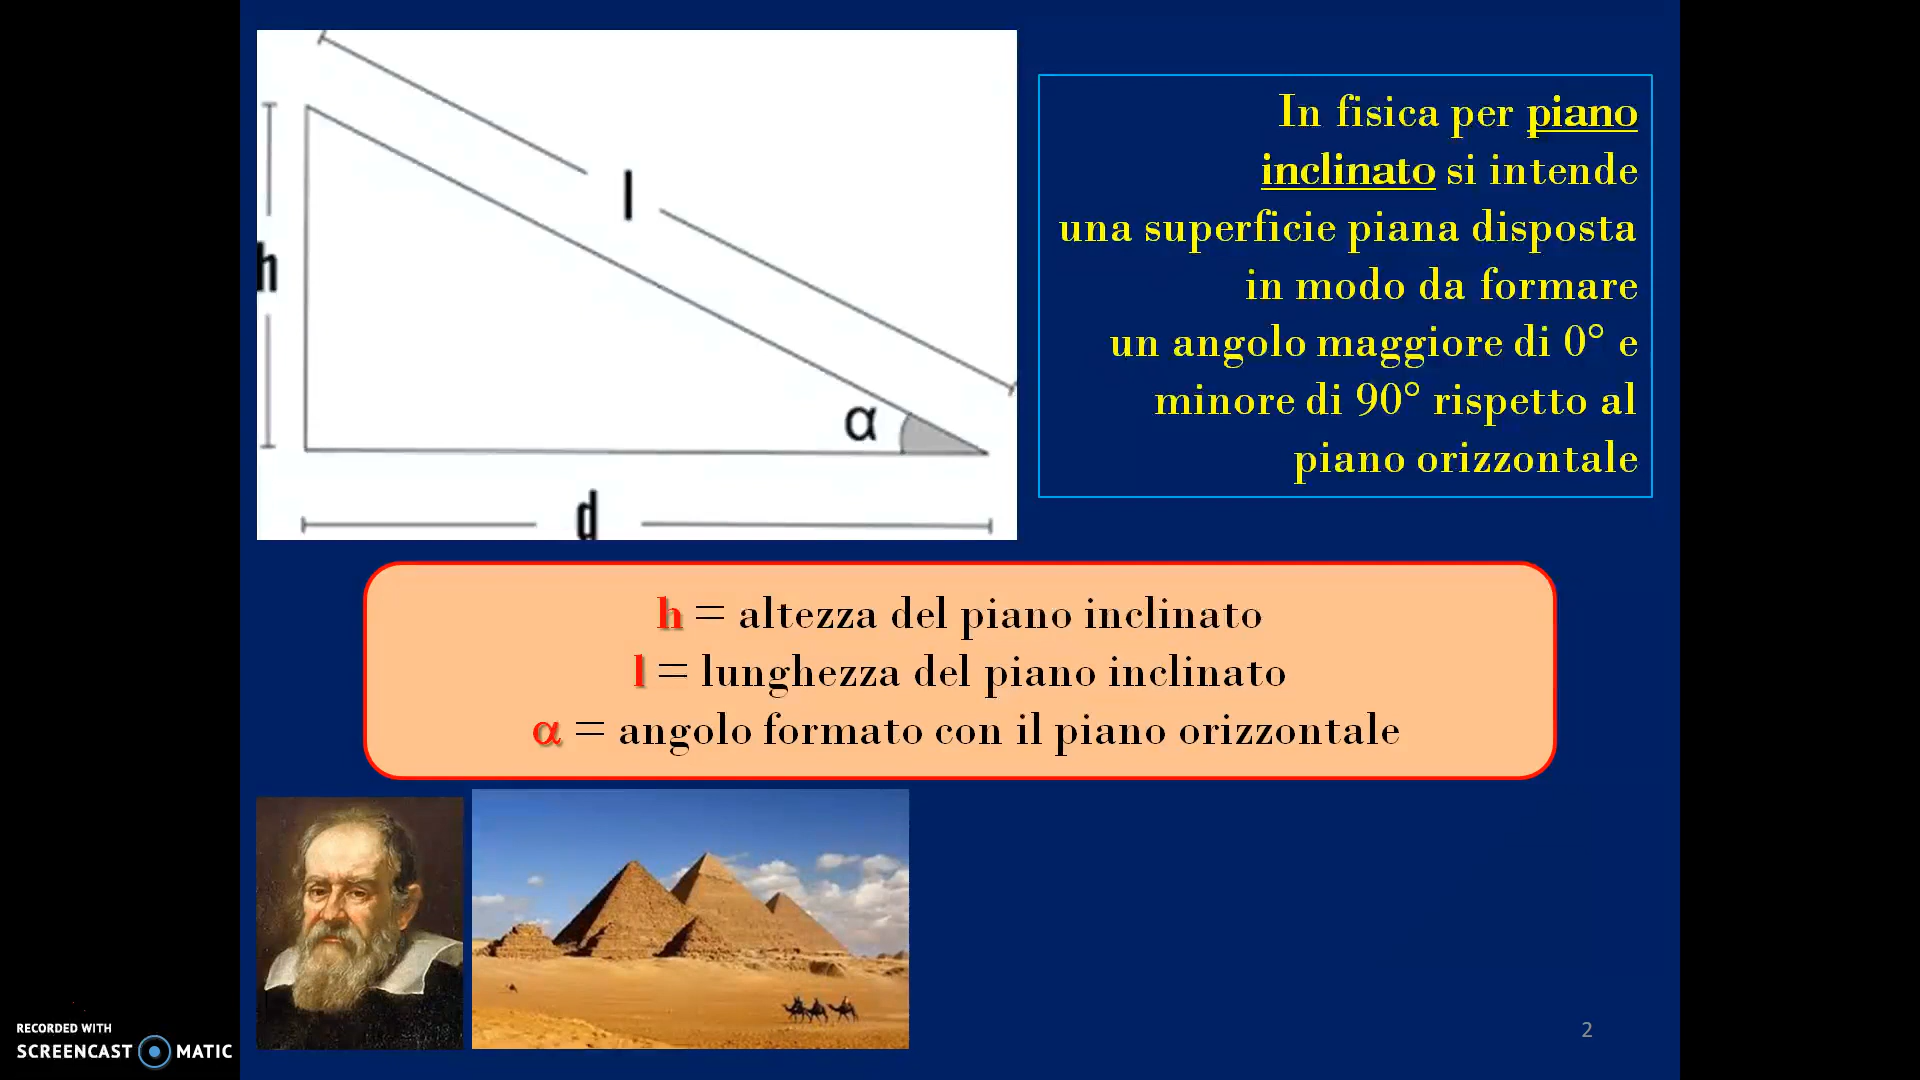 l
h
α
d
In fisica per piano
inclinato si intende
una superficie piana disposta
in modo da formare
un angolo maggiore di 0° e
minore di 90° rispetto al
piano orizzontale
h = altezza del piano inclinato
l = lunghezza del piano inclinato
α = angolo formato con il piano orizzontale
RECORDED WITH
SCREENCAST MATIC
2